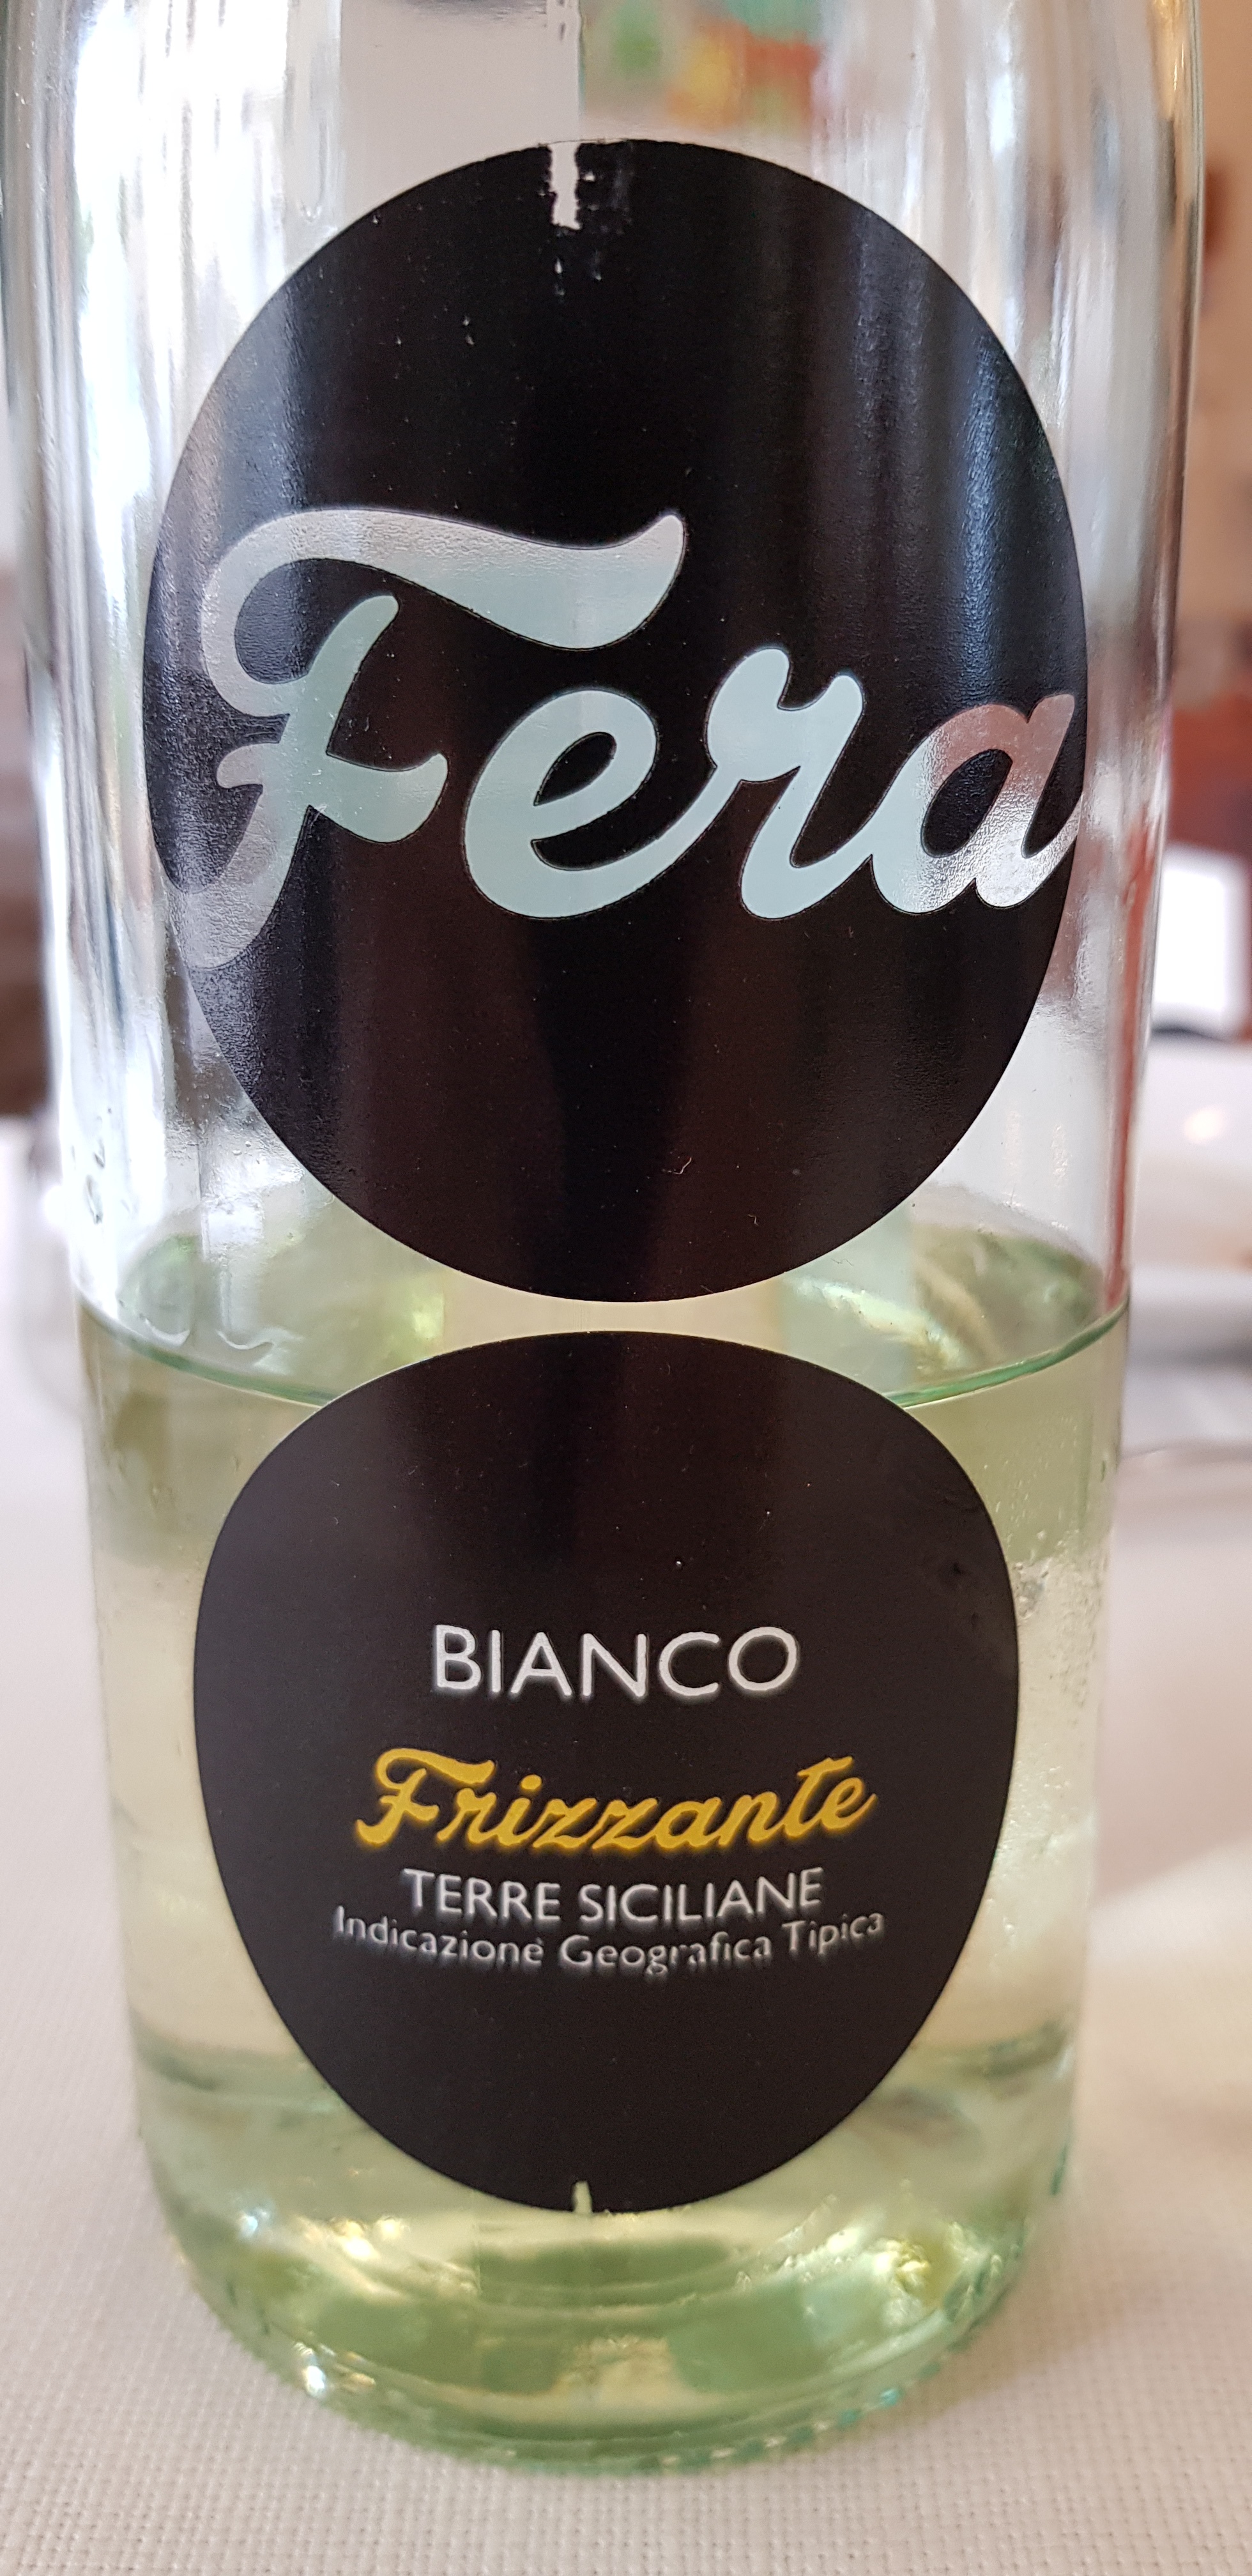 Fera
BIANCO
Frizzante
TERRE SICILIANE
Indicazione Geografica Tipica